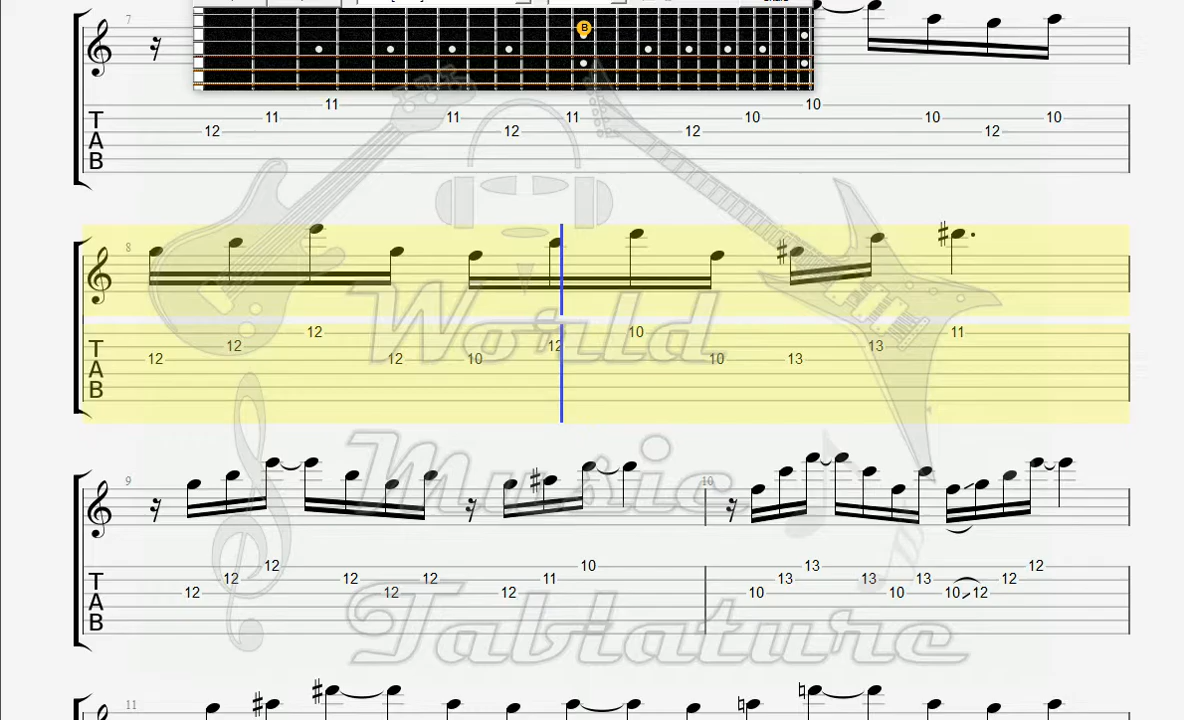 7
B
11
11 11 11 10 10 10 10
12 12 12 12
T
A
B
8
12 10 11
12 12 13
12 12 10 10 13
T
A
B
World
9 10
Music
12 10 13 12
12 12 12 11 13 13 13 12
12 12 12 10 10 10 12
T
A
B
Tablature
11